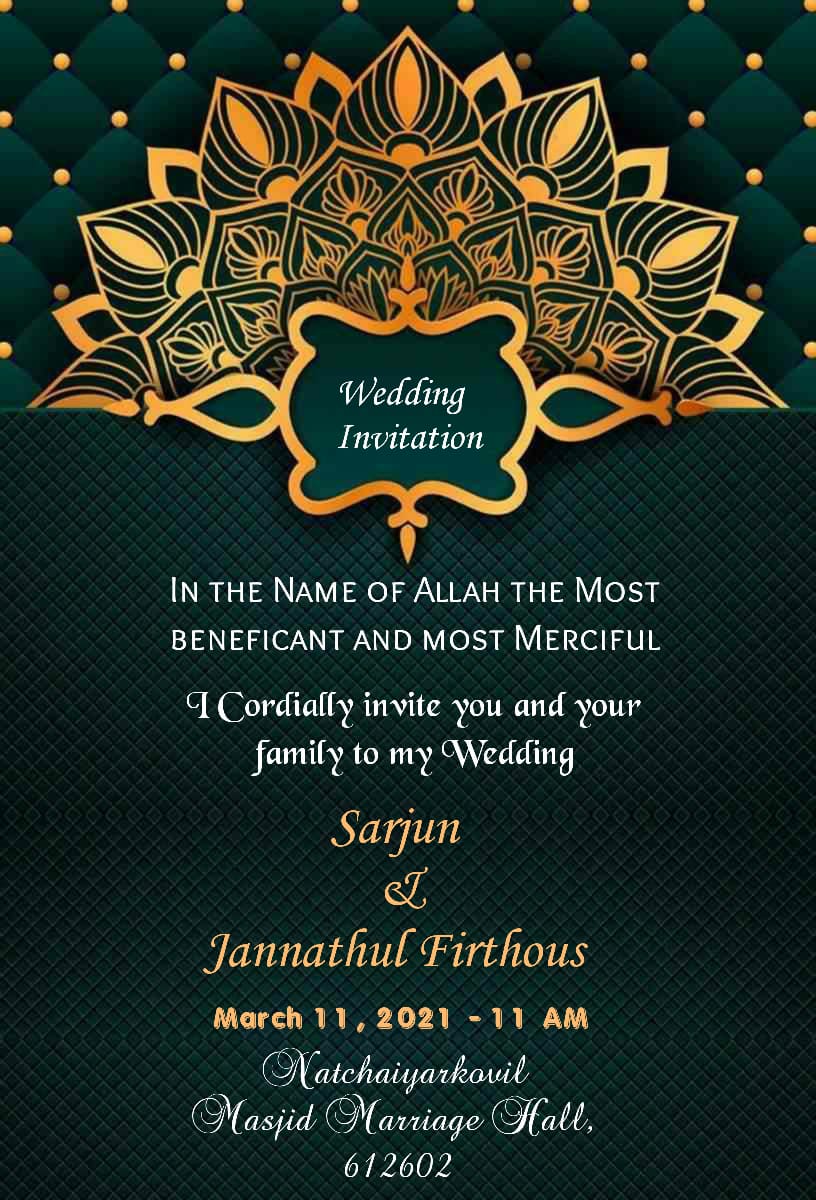 Wedding
Invitation
In the Name of Allah the Most
beneficant and most Merciful
I Cordially invite you and your
family to my Wedding
Sarjun
&
Jannathul Firthous
March 11, 2021 - 11 AM
Natchaiyarkovil
Masjid Marriage Hall,
612602